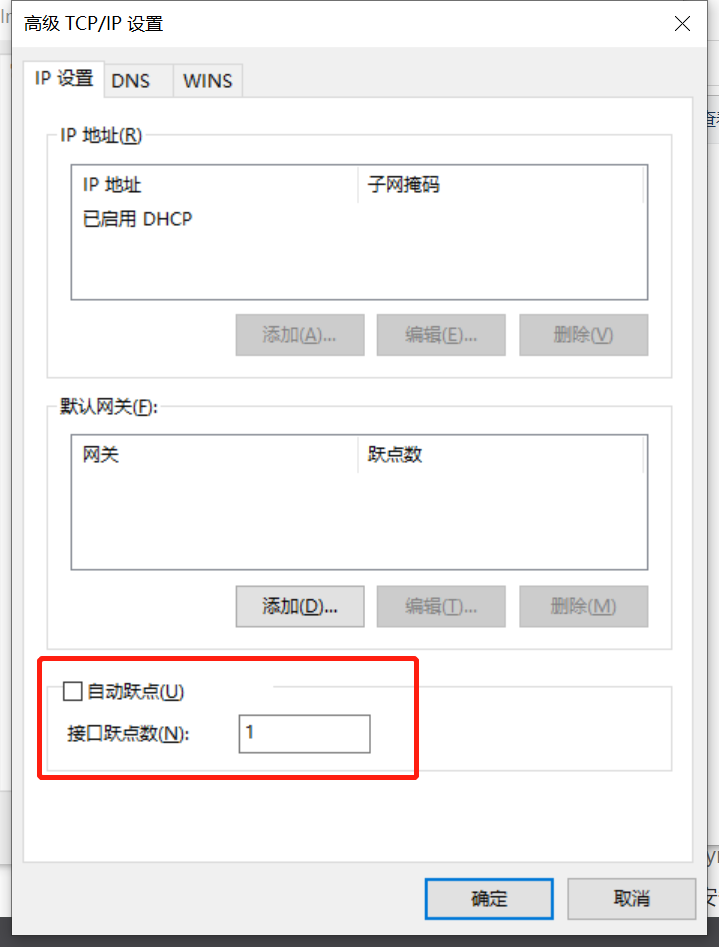 高级 TCP/IP 设置
IP 设置 DNS WINS
IP 地址(R)
IP 地址 子网掩码
已启用 DHCP
添加(A)... 编辑(E)... 删除(V)
默认网关(F):
网关 跃点数
添加(D)... 编辑(T)... 删除(M)
自动跃点(U)
接口跃点数(N): 1
确定 取消